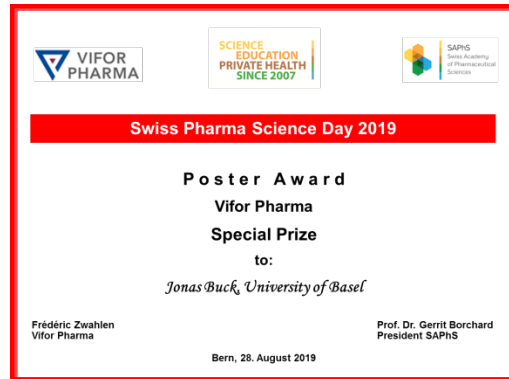 VIFOR
PHARMA
SCIENCE
EDUCATION
PRIVATE HEALTH
SINCE 2007
SAPhS
Swiss Academy
of Pharmaceutical
Sciences
Swiss Pharma Science Day 2019
Poster Award
Vifor Pharma
Special Prize
to:
Jonas Buck, University of Basel
Frédéric Zwahlen
Vifor Pharma
Prof. Dr. Gerrit Borchard
President SAPhS
Bern, 28. August 2019